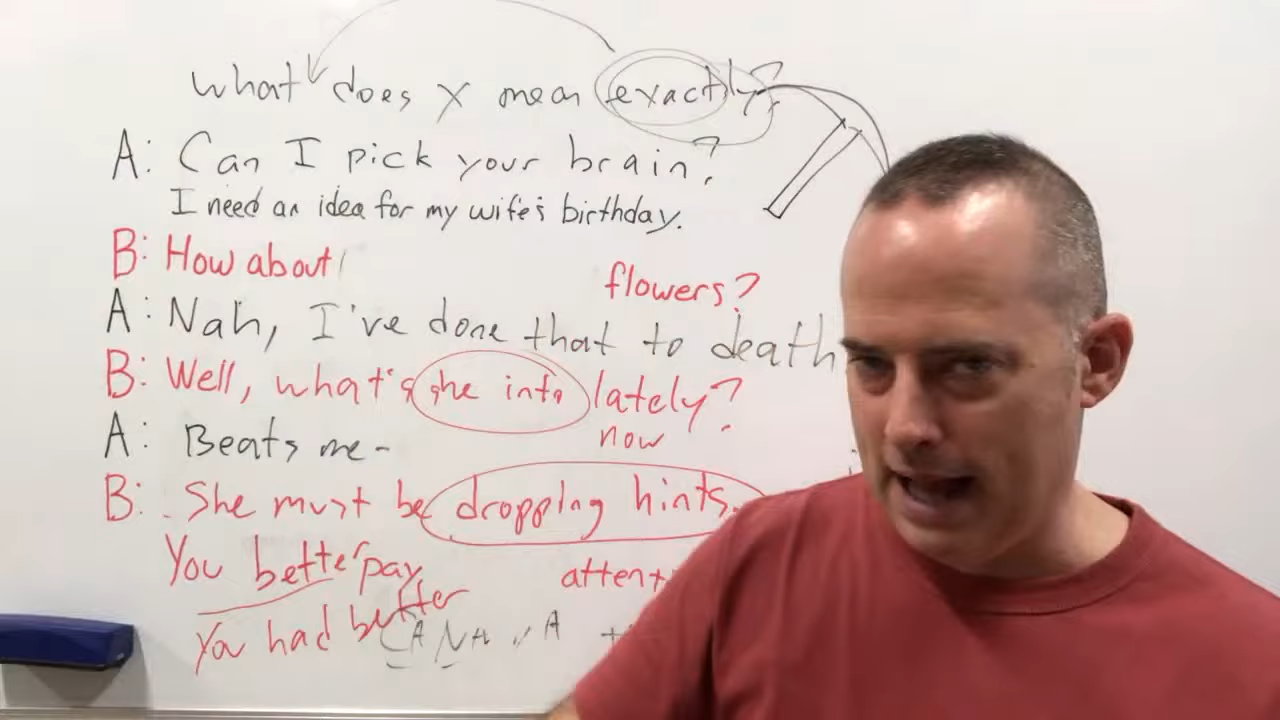 what does x mean exactly?
A: Can I pick your brain?
I need an idea for my wife's birthday.
B: How about flowers?
A: Nah, I've done that to death
B: Well, what's she into lately?
now
A: Beats me-
B: She must be dropping hints.
You better pay
You had better